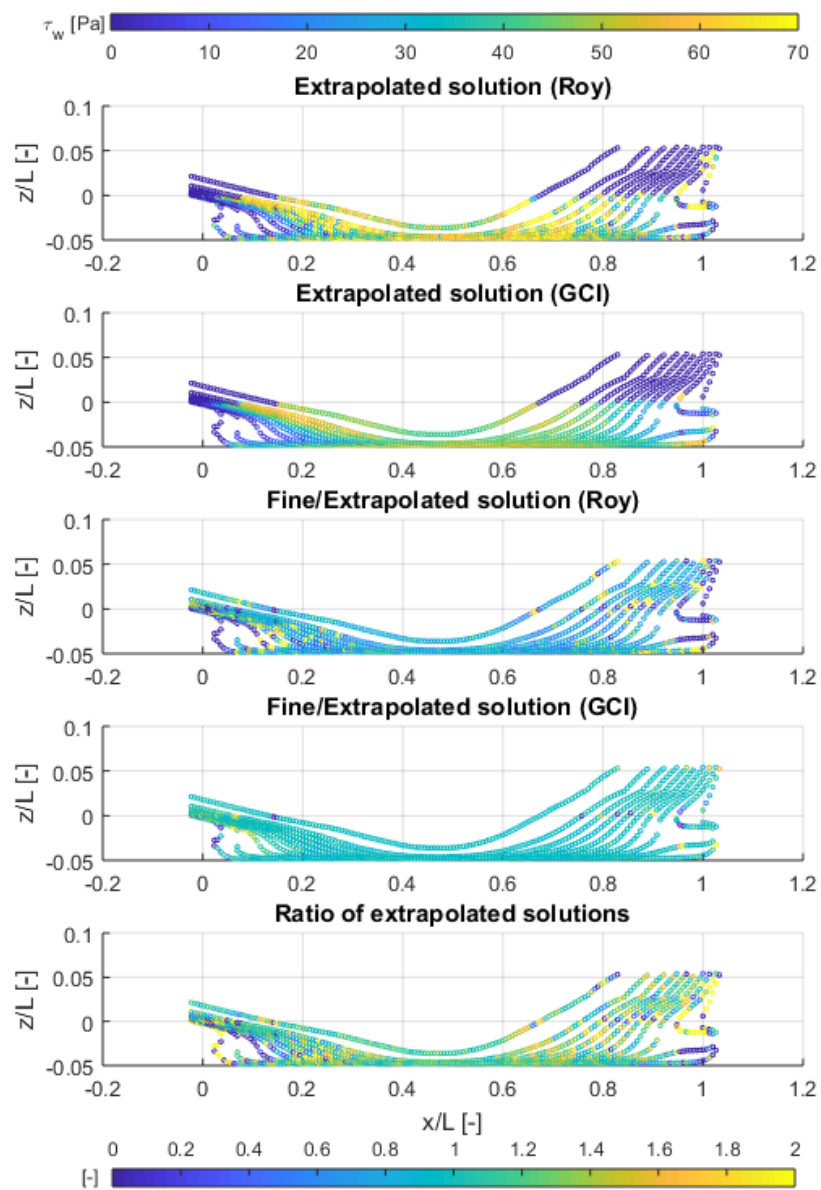 τw [Pa]
0 10 20 30 40 50 60 70
Extrapolated solution (Roy)
0.1
0.05
0
-0.05
z/L [-]
-0.2 0 0.2 0.4 0.6 0.8 1 1.2
Extrapolated solution (GCI)
0.1
0.05
0
-0.05
z/L [-]
-0.2 0 0.2 0.4 0.6 0.8 1 1.2
Fine/Extrapolated solution (Roy)
0.1
0.05
0
-0.05
z/L [-]
-0.2 0 0.2 0.4 0.6 0.8 1 1.2
Fine/Extrapolated solution (GCI)
0.1
0.05
0
-0.05
z/L [-]
-0.2 0 0.2 0.4 0.6 0.8 1 1.2
Ratio of extrapolated solutions
0.1
0.05
0
-0.05
z/L [-]
-0.2 0 0.2 0.4 0.6 0.8 1 1.2
x/L [-]
0 0.2 0.4 0.6 0.8 1 1.2 1.4 1.6 1.8 2
[-]